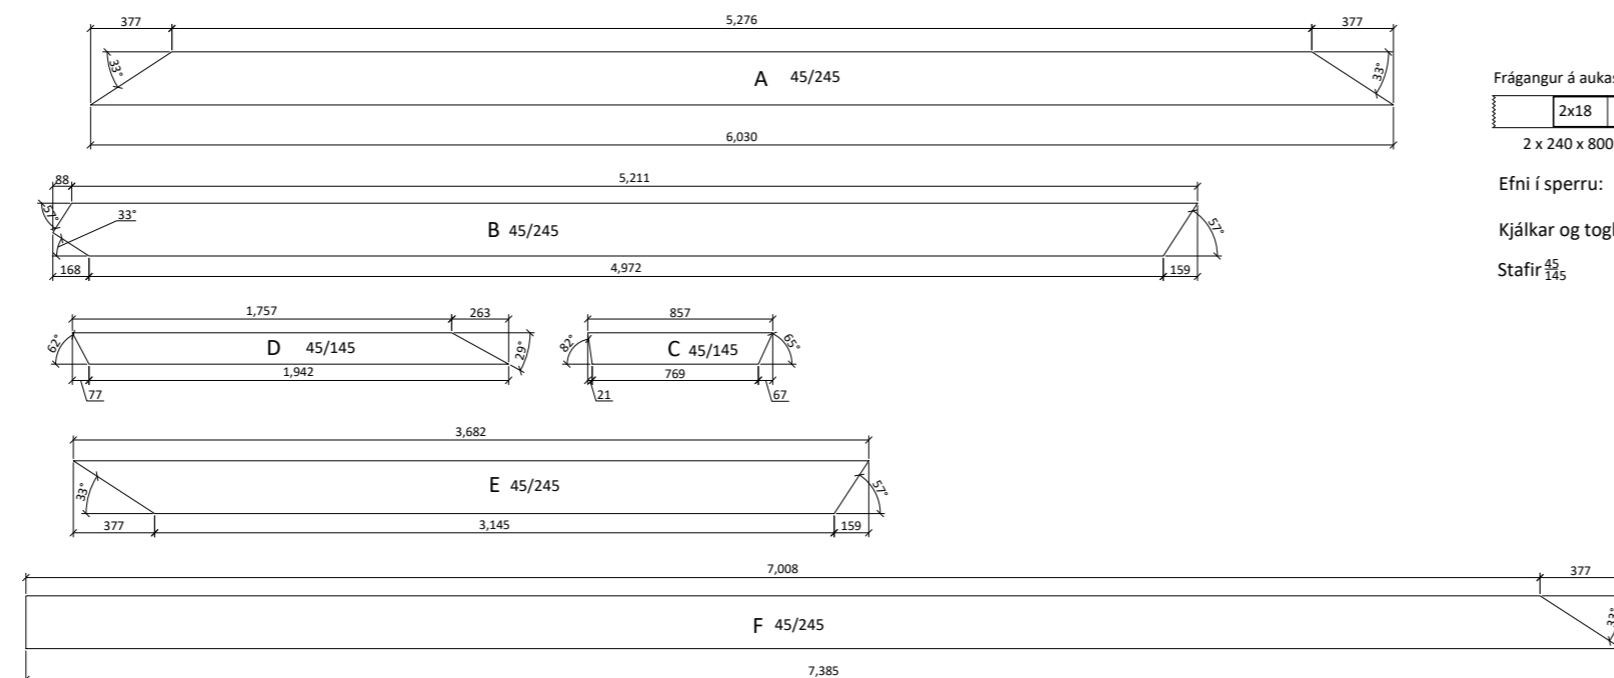 377 5,276 377
33° 33°
A 45/245
6,030
88 5,211
57° 33° 57°
B 45/245
168 4,972 159
1,757 263
62° 29°
D 45/145
1,942
77
857
82° 65°
C 45/145
769
21 67
3,682
33° 57°
E 45/245
377 3,145 159
7,008 377
33°
F 45/245
7,385
Frágangur á aukas
2x18
2 x 240 x 800
Efni í sperru:
Kjálkar og togb
Stafir 45
145